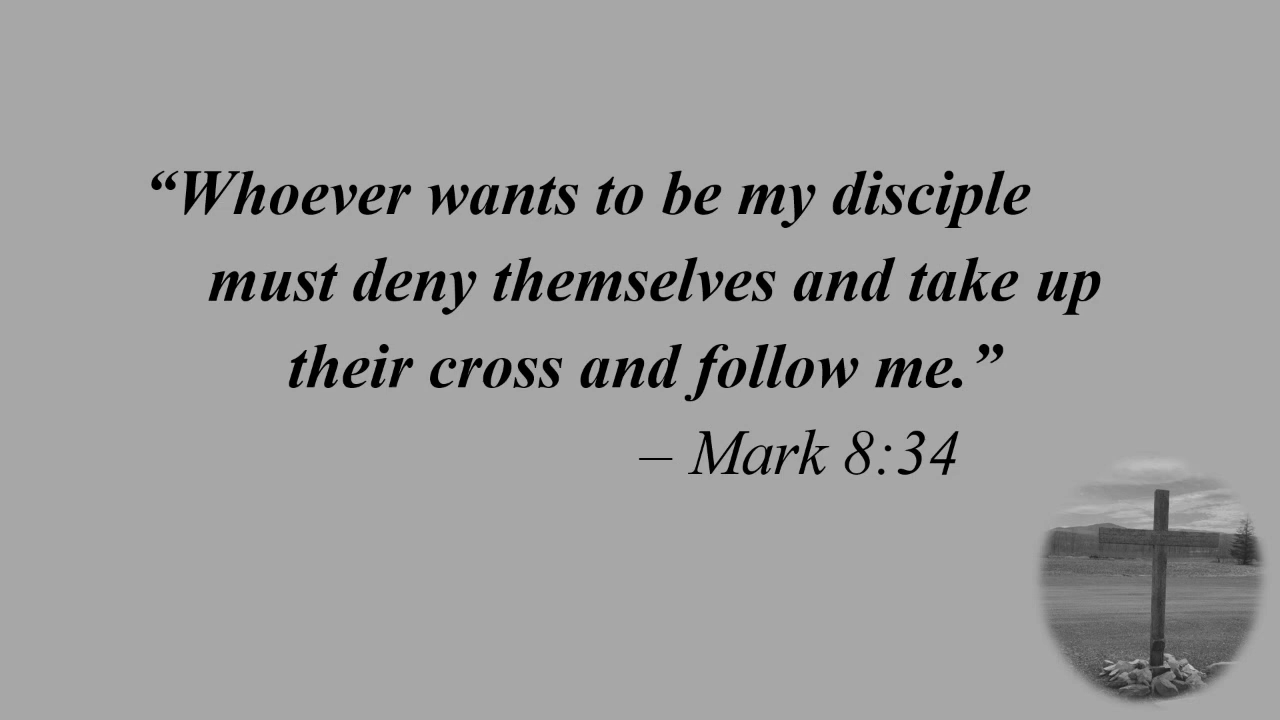 “Whoever wants to be my disciple
must deny themselves and take up
their cross and follow me.”
– Mark 8:34